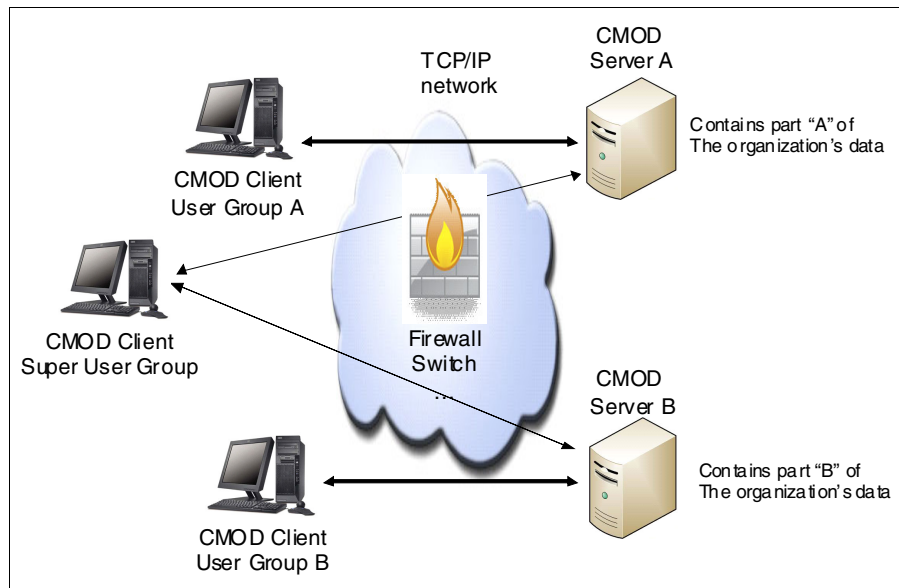 TCP/IP
network
CMOD
Server A
Contains part “A” of
The organization’s data
CMOD Client
User Group A
CMOD Client
Super User Group
Firewall
Switch
...
CMOD
Server B
Contains part “B” of
The organization’s data
CMOD Client
User Group B